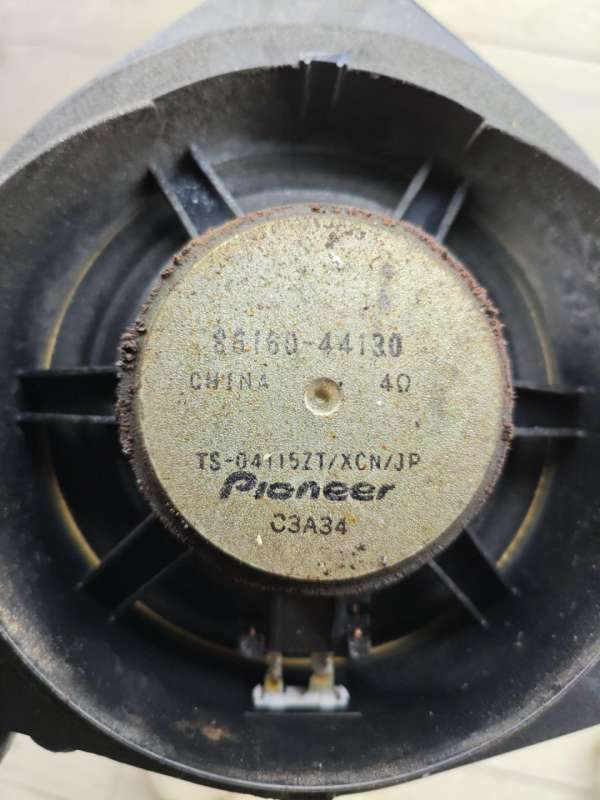 86160-44130
CHINA 4Ω
TS-04115ZT/XCN/JP
Pioneer
C3A34